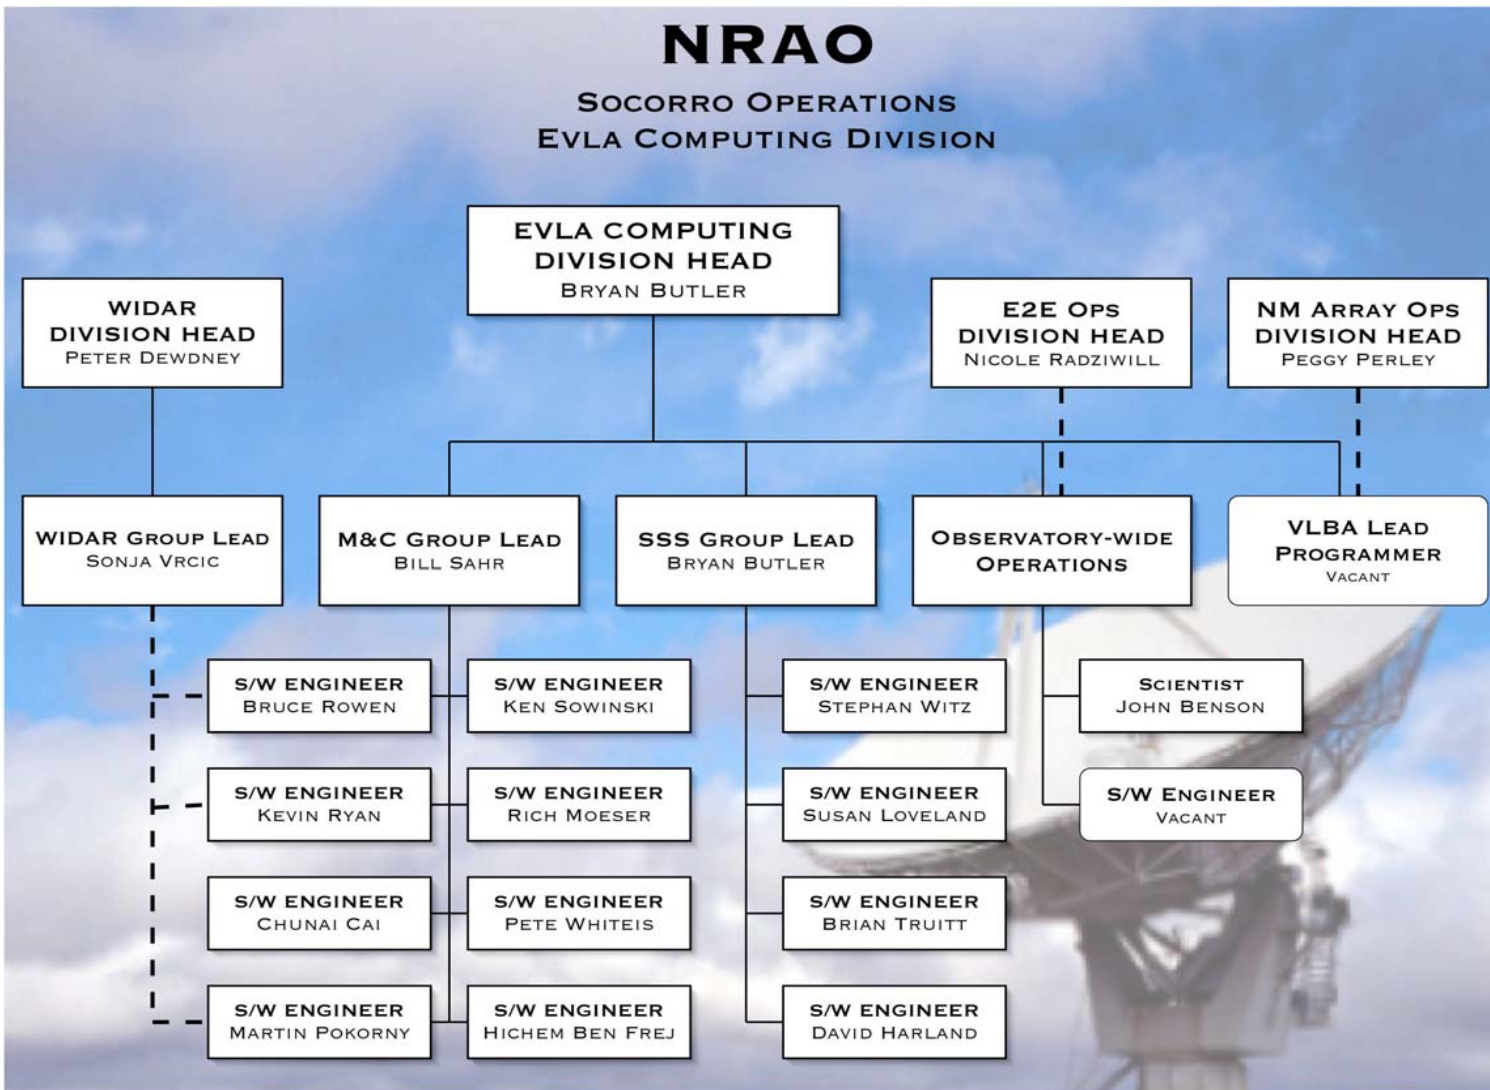 NRAO
Socorro Operations
Evla Computing Division
EVLA COMPUTING
DIVISION HEAD
Bryan Butler
WIDAR
DIVISION HEAD
Peter Dewdney
E2E Ops
DIVISION HEAD
Nicole Radziwill
NM Array Ops
DIVISION HEAD
Peggy Perley
WIDAR Group Lead
Sonja Vrcic
M&C Group Lead
Bill Sahr
SSS Group Lead
Bryan Butler
Observatory-wide
Operations
VLBA Lead
Programmer
Vacant
S/W ENGINEER
Bruce Rowen
S/W ENGINEER
Ken Sowinski
S/W ENGINEER
Stephan Witz
Scientist
John Benson
S/W ENGINEER
Kevin Ryan
S/W ENGINEER
Rich Moeser
S/W ENGINEER
Susan Loveland
S/W Engineer
Vacant
S/W ENGINEER
Chunai Cai
S/W ENGINEER
Pete Whiteis
S/W ENGINEER
Brian Truitt
S/W ENGINEER
Martin Pokorny
S/W ENGINEER
Hichem Ben Frej
S/W ENGINEER
David Harland